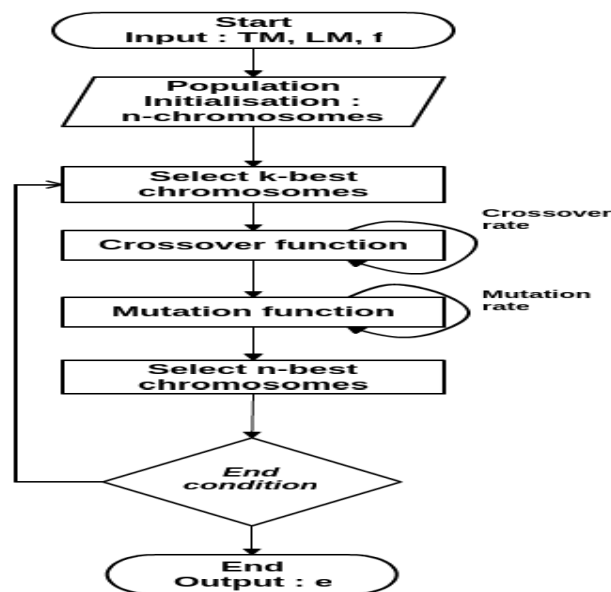 Start
Input : TM, LM, f
Population
Initialisation :
n-chromosomes
Select k-best
chromosomes
Crossover
rate
Crossover function
Mutation
rate
Mutation function
Select n-best
chromosomes
End
condition
End
Output : e